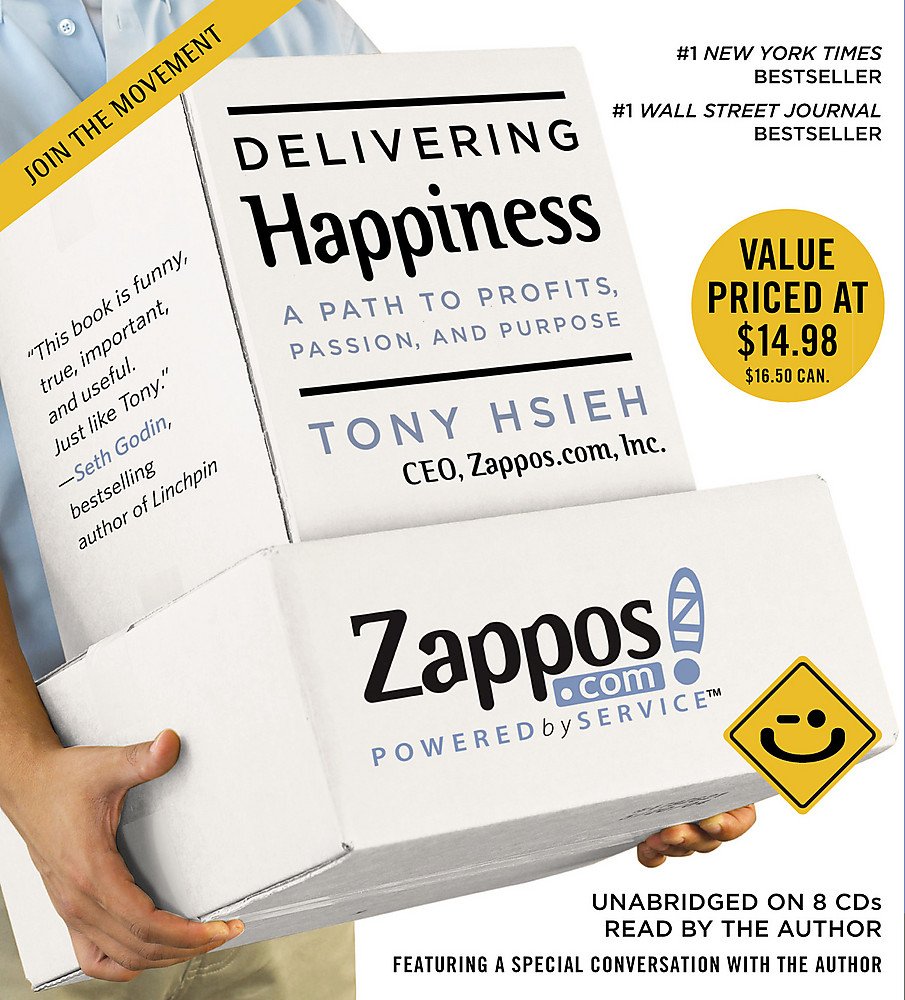 JOIN THE MOVEMENT
#1 NEW YORK TIMES
BESTSELLER
#1 WALL STREET JOURNAL
BESTSELLER
DELIVERING
Happiness
A PATH TO PROFITS,
PASSION, AND PURPOSE
TONY HSIEH
CEO, Zappos.com, Inc.
"This book is funny,
true, important,
and useful.
Just like Tony."
—Seth Godin,
bestselling
author of Linchpin
VALUE
PRICED AT
$14.98
$16.50 CAN.
Zappos
.com
POWERED by SERVICE™
UNABRIDGED ON 8 CDs
READ BY THE AUTHOR
FEATURING A SPECIAL CONVERSATION WITH THE AUTHOR